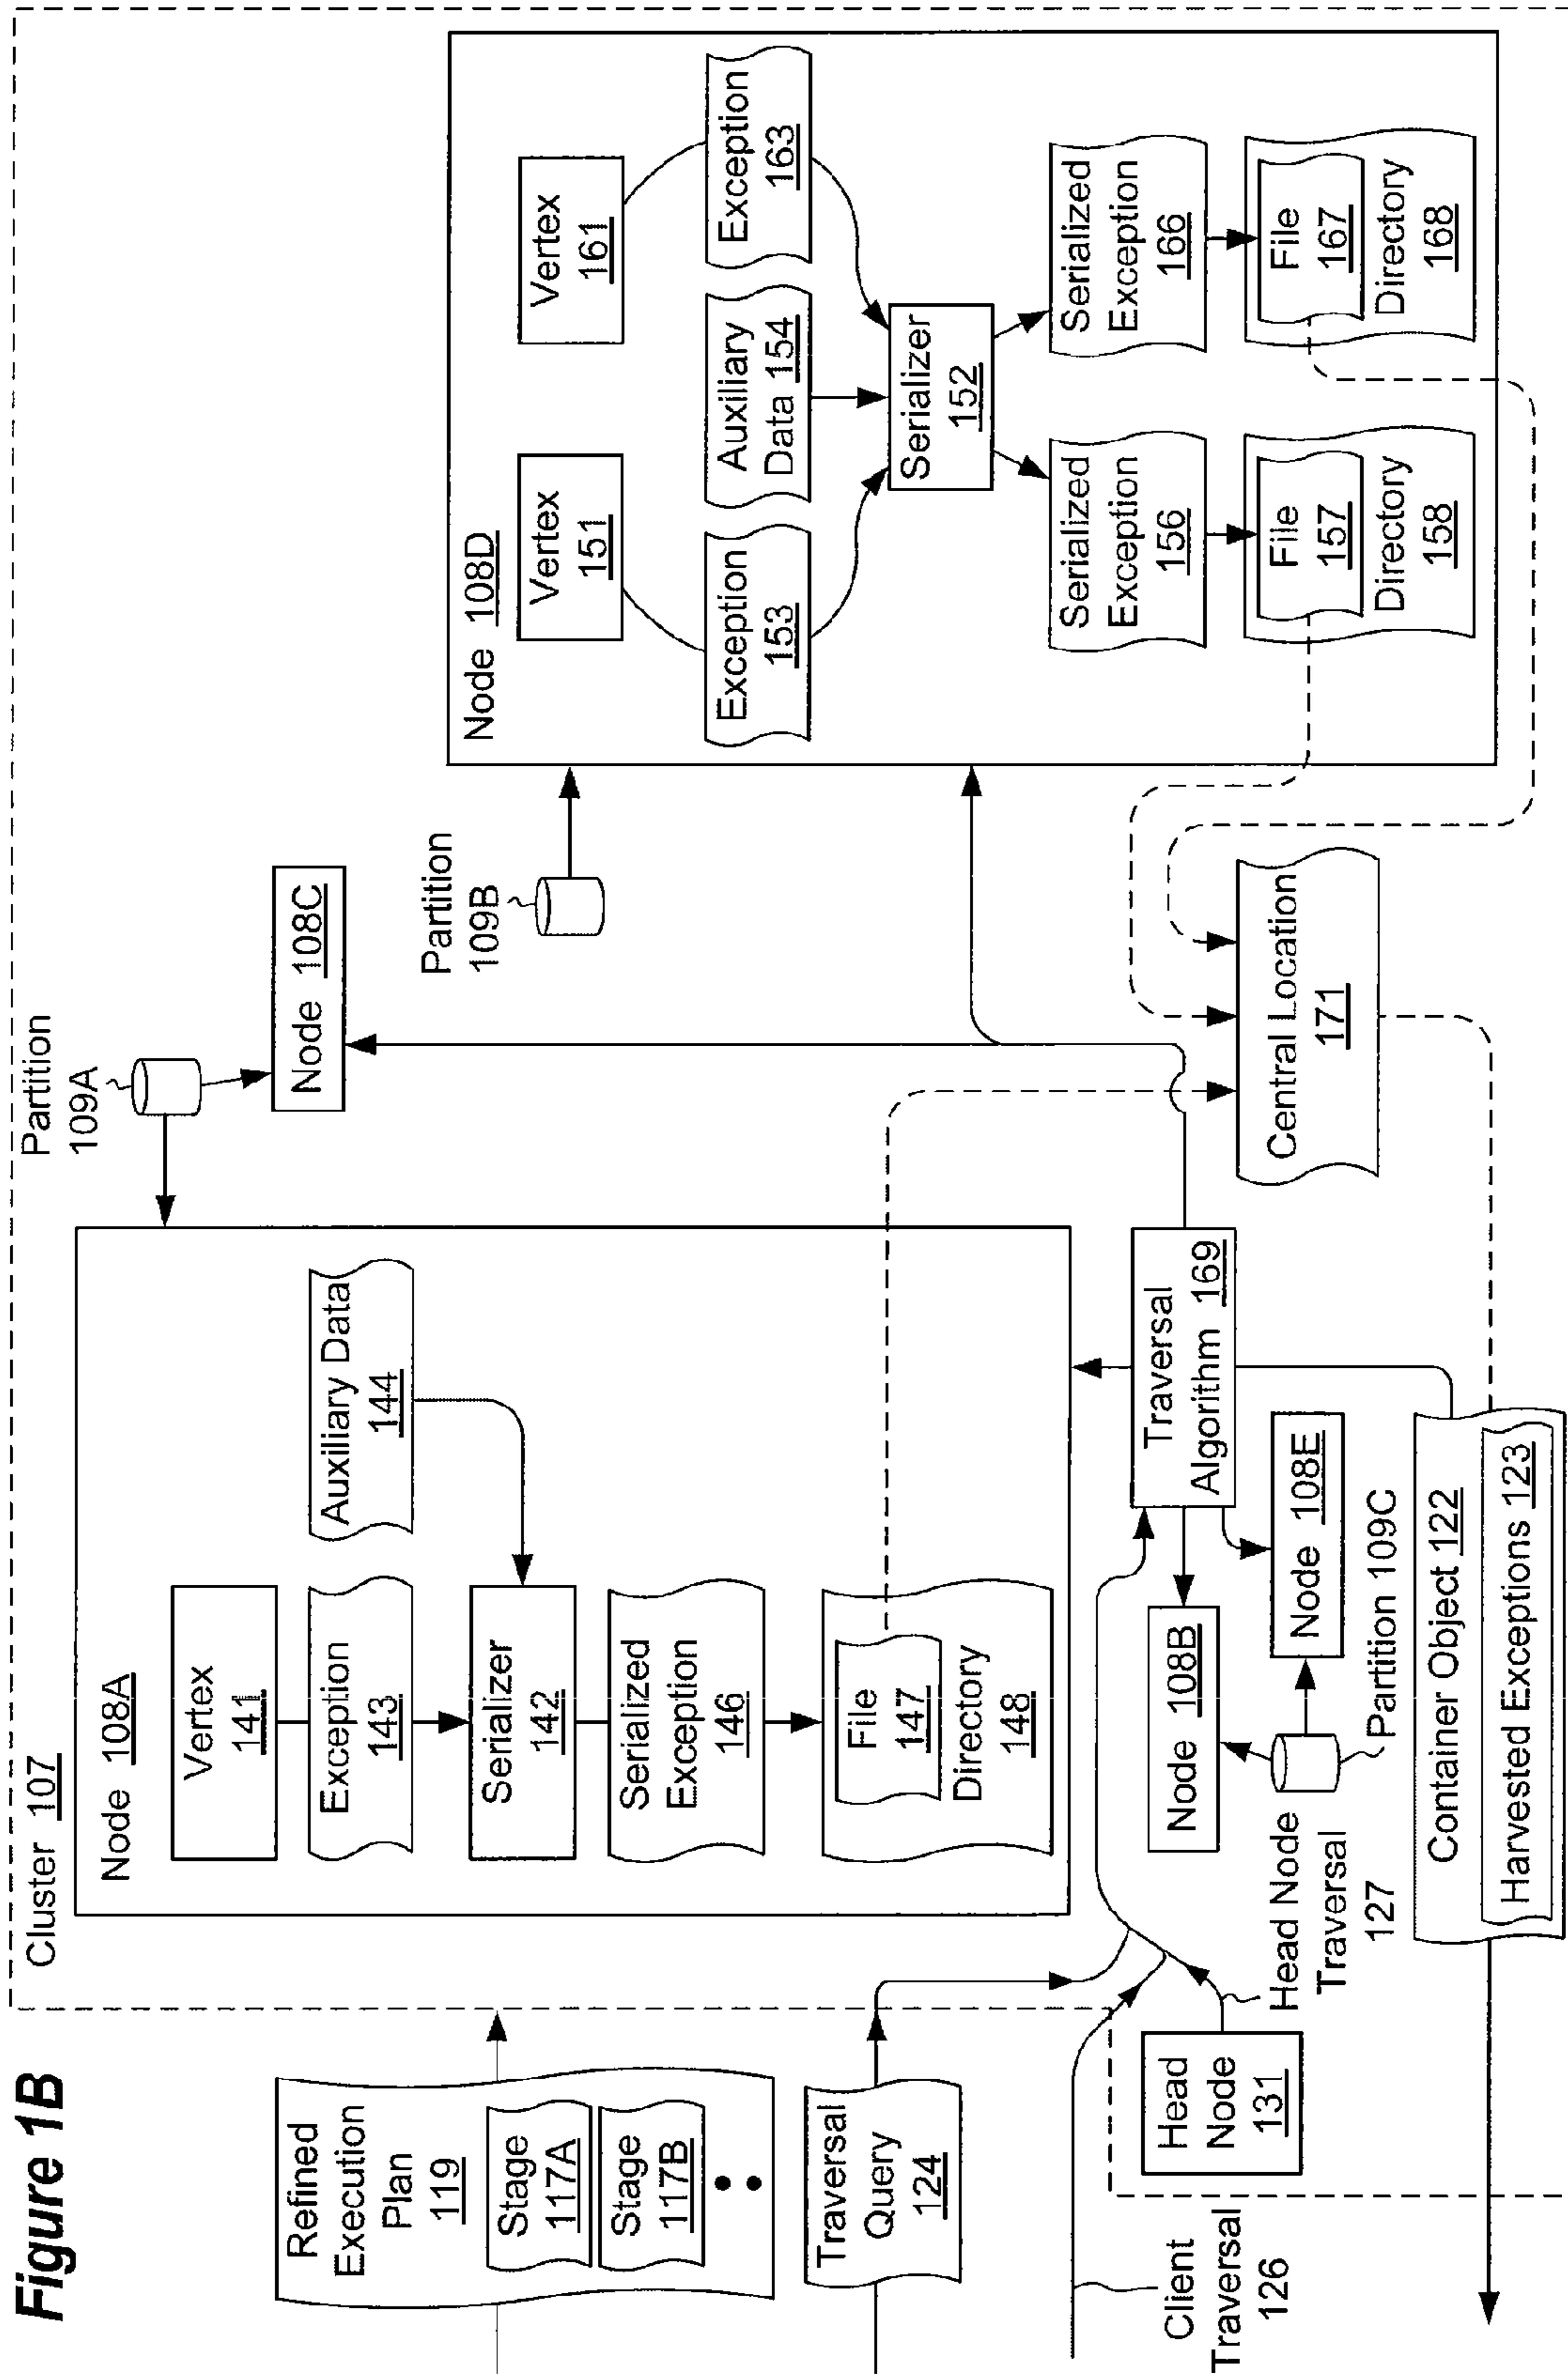 Figure 1B
Refined
Execution
Plan
119
Stage
117A
Stage
117B
Traversal
Query
124
Client
Traversal
126
Head
Node
131
Head Node
Traversal
127
Cluster 107
Node 108A
Vertex
141
Exception
143
Auxiliary Data
144
Serializer
142
Serialized
Exception
146
File
147
Directory
148
Traversal
Algorithm 169
Node 108B
Node 108E
Partition 109C
Container Object 122
Harvested Exceptions 123
Partition
109A
Node 108C
Partition
109B
Central Location
171
Node 108D
Vertex
151
Vertex
161
Exception
153
Auxiliary
Data 154
Exception
163
Serializer
152
Serialized
Exception
156
Serialized
Exception
166
File
157
Directory
158
File
167
Directory
168